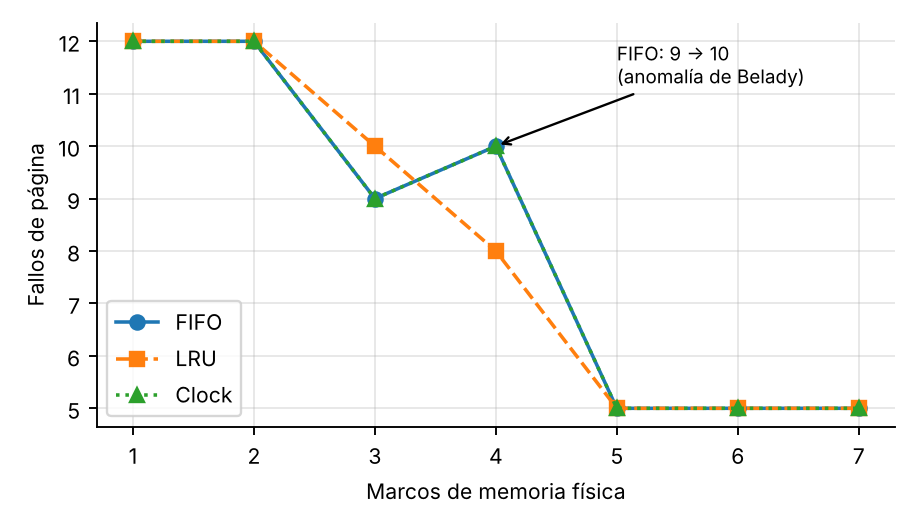 FIFO: 9 → 10
(anomalía de Belady)
Fallos de página
12
11
10
9
8
7
6
5
FIFO
LRU
Clock
1 2 3 4 5 6 7
Marcos de memoria física